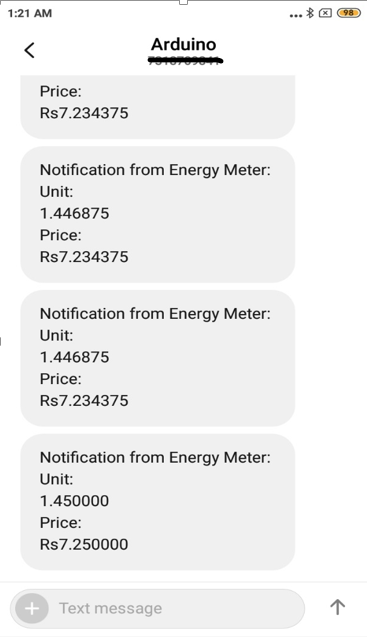 1:21 AM
98
Arduino
Price:
Rs7.234375
Notification from Energy Meter:
Unit:
1.446875
Price:
Rs7.234375
Notification from Energy Meter:
Unit:
1.446875
Price:
Rs7.234375
Notification from Energy Meter:
Unit:
1.450000
Price:
Rs7.250000
Text message